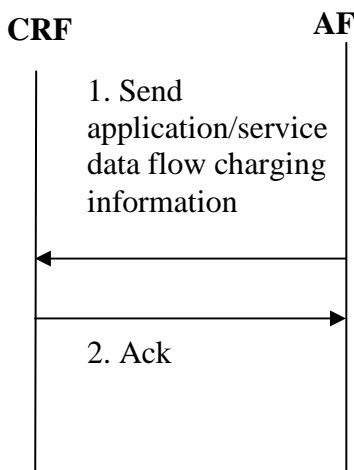 CRF
AF
1. Send
application/service
data flow charging
information
2. Ack